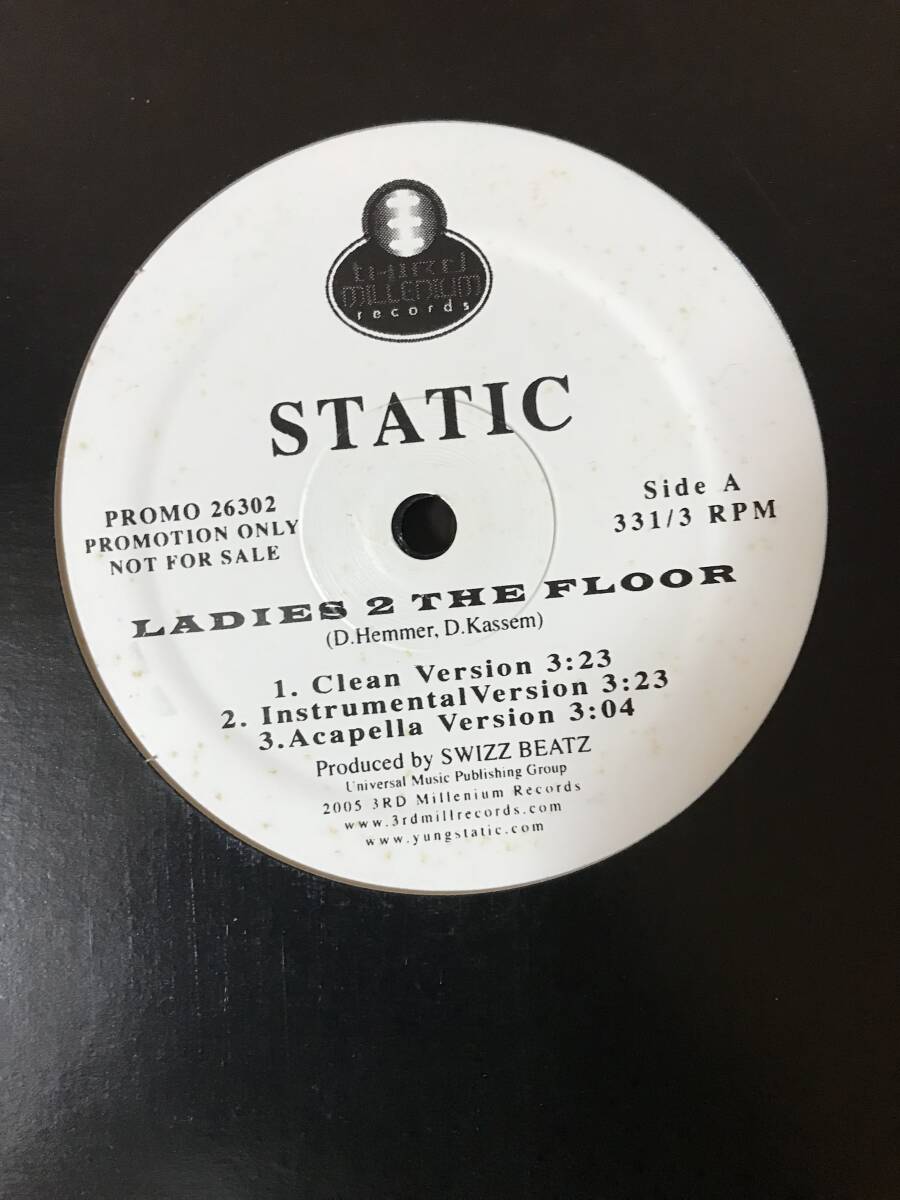 THIRD
MILLENIUM
records
STATIC
PROMO 26302
PROMOTION ONLY
NOT FOR SALE
Side A
331/3 RPM
LADIES 2 THE FLOOR
(D.Hemmer, D.Kassem)
1. Clean Version 3:23
2. Instrumental Version 3:23
3.Acapella Version 3:04
Produced by SWIZZ BEATZ
Universal Music Publishing Group
2005 3RD Millenium Records
www.3rdmillrecords.com
www.yungstatic.com